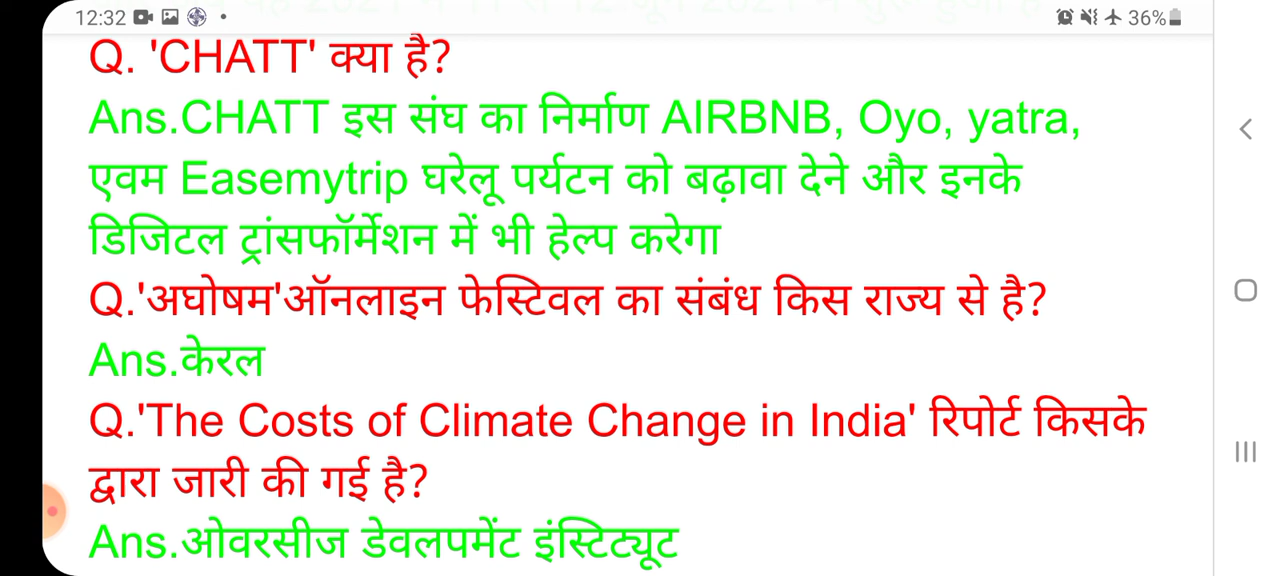 12:32
36%
Q. 'CHATT' क्या है?
Ans.CHATT इस संघ का निर्माण AIRBNB, Oyo, yatra,
एवम Easemytrip घरेलू पर्यटन को बढ़ावा देने और इनके
डिजिटल ट्रांसफॉर्मेशन में भी हेल्प करेगा
Q.'अघोषम'ऑनलाइन फेस्टिवल का संबंध किस राज्य से है?
Ans.केरल
Q.'The Costs of Climate Change in India' रिपोर्ट किसके
द्वारा जारी की गई है?
Ans.ओवरसीज डेवलपमेंट इंस्टिट्यूट